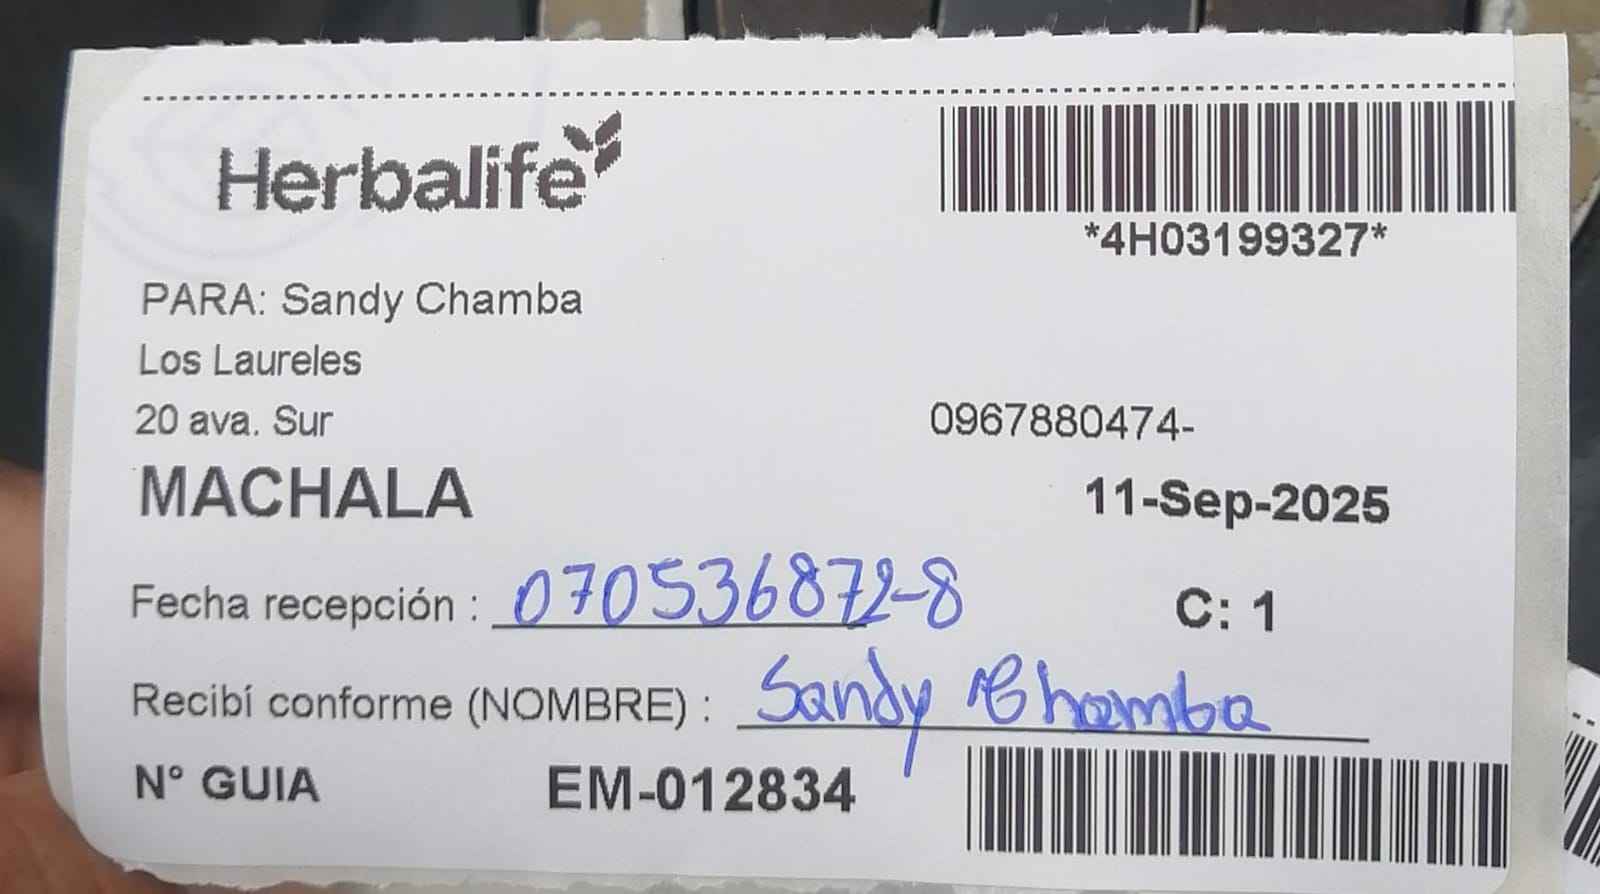 Herbalife
*4H03199327*
PARA: Sandy Chamba
Los Laureles
20 ava. Sur
0967880474-
MACHALA
11-Sep-2025
Fecha recepción : 070536872-8
C: 1
Recibí conforme (NOMBRE) : Sandy Chamba
N° GUIA EM-012834